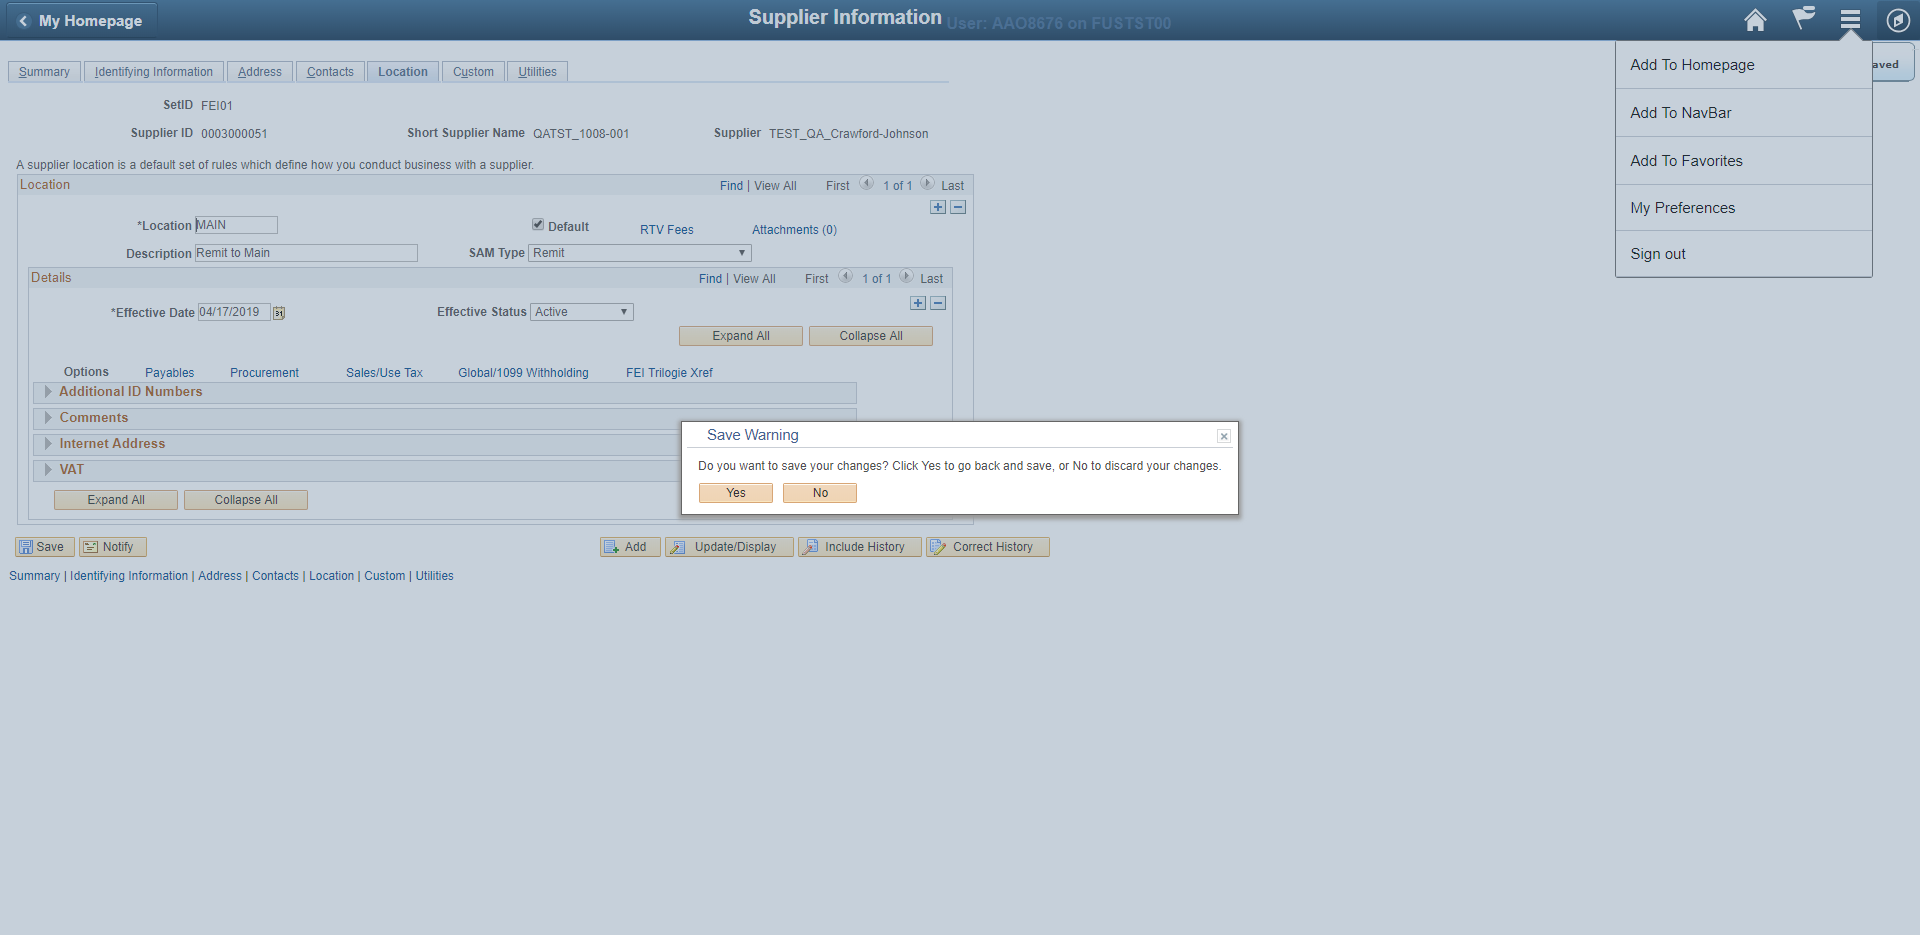 My Homepage
Supplier Information User: AAO8676 on FUSTST00
Add To Homepage
Add To NavBar
Add To Favorites
My Preferences
Sign out
aved
Summary Identifying Information Address Contacts Location Custom Utilities
SetID FEI01
Supplier ID 0003000051 Short Supplier Name QATST_1008-001 Supplier TEST_QA_Crawford-Johnson
A supplier location is a default set of rules which define how you conduct business with a supplier.
Location Find | View All First 1 of 1 Last
*Location MAIN Default RTV Fees Attachments (0)
Description Remit to Main SAM Type Remit
Details Find | View All First 1 of 1 Last
*Effective Date 04/17/2019 31 Effective Status Active
Expand All Collapse All
Options Payables Procurement Sales/Use Tax Global/1099 Withholding FEI Trilogie Xref
Additional ID Numbers
Comments
Internet Address
VAT
Expand All Collapse All
Save Warning
Do you want to save your changes? Click Yes to go back and save, or No to discard your changes.
Yes No
Save Notify Add Update/Display Include History Correct History
Summary | Identifying Information | Address | Contacts | Location | Custom | Utilities